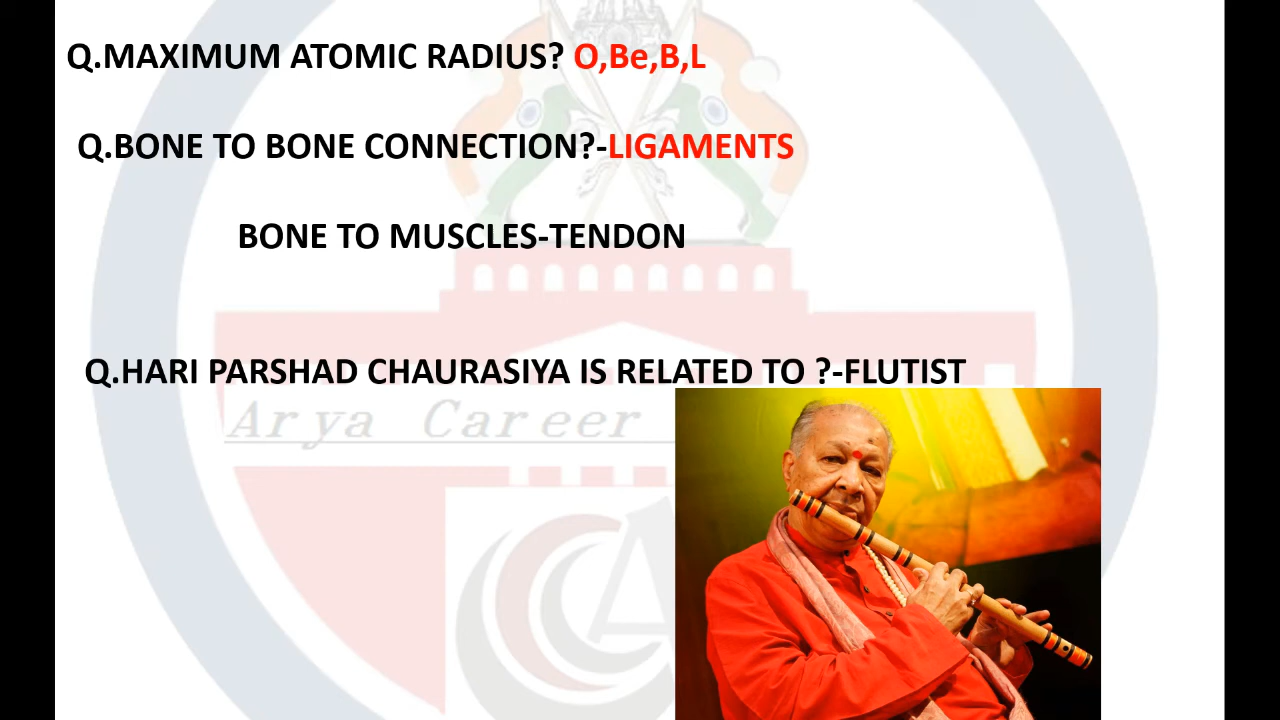 Q.MAXIMUM ATOMIC RADIUS? O,Be,B,L
Q.BONE TO BONE CONNECTION?-LIGAMENTS
BONE TO MUSCLES-TENDON
Q.HARI PARSHAD CHAURASIYA IS RELATED TO ?-FLUTIST
Arya Career